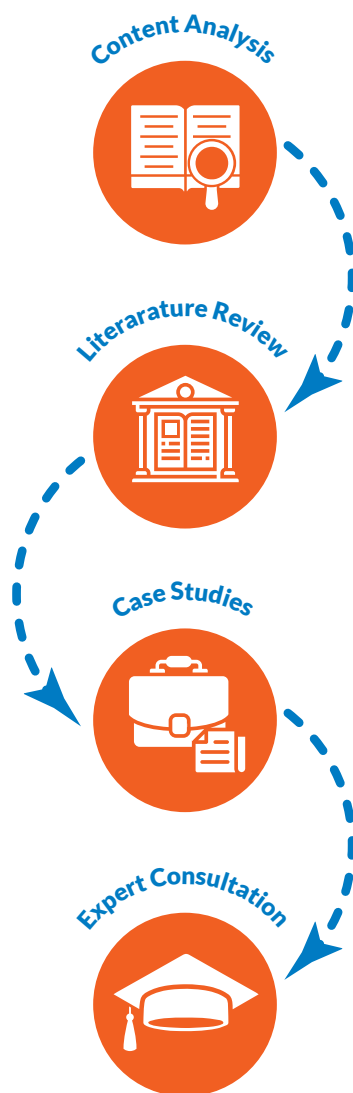 Content Analysis
Literarature Review
Case Studies
Expert Consultation